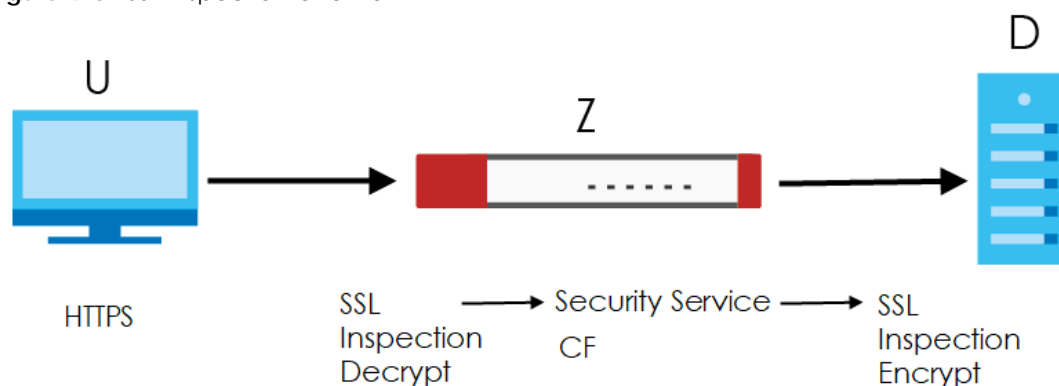 U
Z
D
HTTPS
SSL
Inspection
Decrypt
Security Service
CF
SSL
Inspection
Encrypt